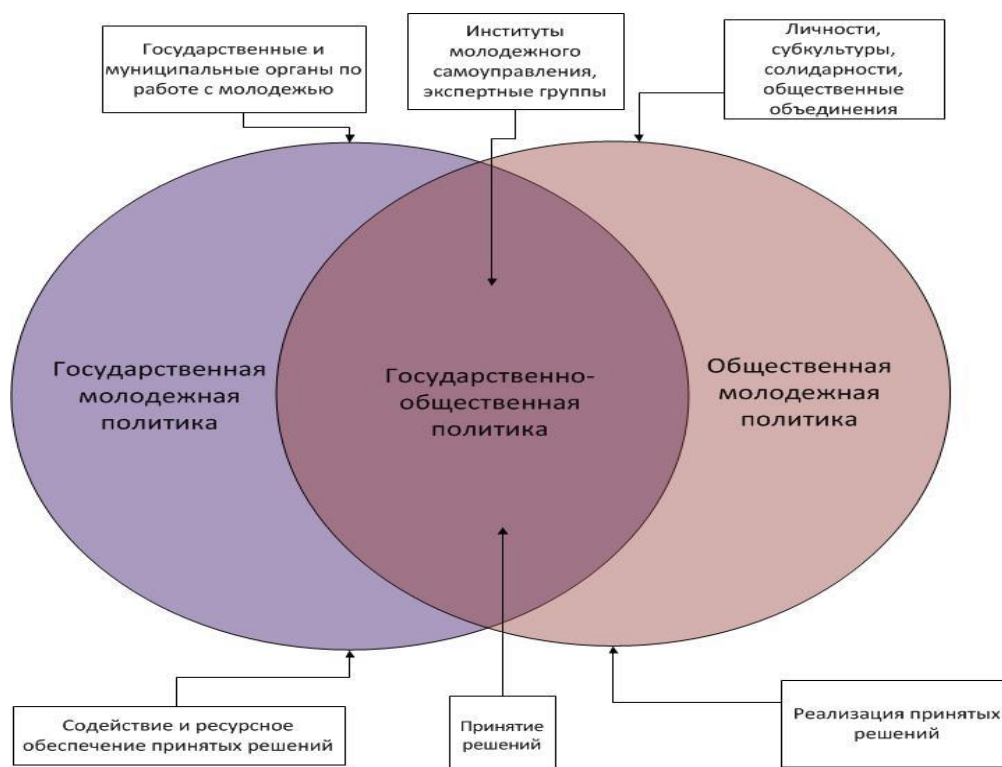 Государственные и
муниципальные органы по
работе с молодежью
Институты
молодежного
самоуправления,
экспертные группы
Личности,
субкультуры,
солидарности,
общественные
объединения
Государственная
молодежная
политика
Государственно-
общественная
политика
Общественная
молодежная
политика
Содействие и ресурсное
обеспечение принятых решений
Принятие
решений
Реализация принятых
решений